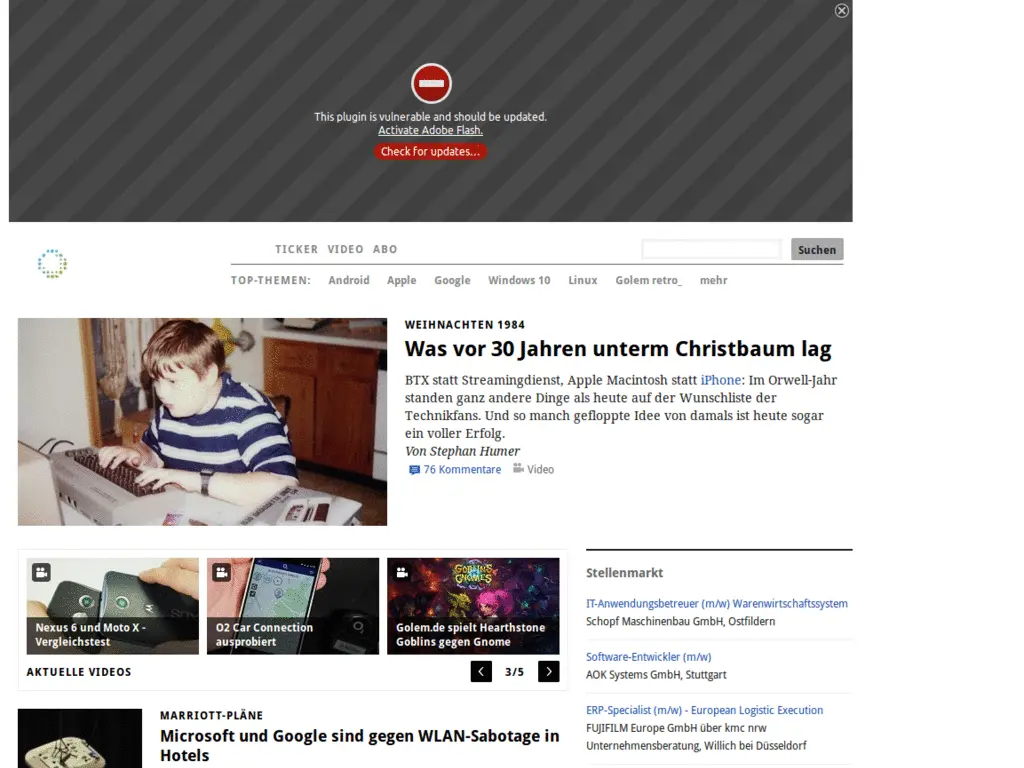 This plugin is vulnerable and should be updated.
Activate Adobe Flash.
Check for updates...
TICKER VIDEO ABO
Suchen
TOP-THEMEN: Android Apple Google Windows 10 Linux Golem retro_ mehr
WEIHNACHTEN 1984
Was vor 30 Jahren unterm Christbaum lag
BTX statt Streamingdienst, Apple Macintosh statt iPhone: Im Orwell-Jahr
standen ganz andere Dinge als heute auf der Wunschliste der
Technikfans. Und so manch gefloppte Idee von damals ist heute sogar
ein voller Erfolg.
Von Stephan Humer
76 Kommentare Video
Nexus 6 und Moto X -
Vergleichstest
O2 Car Connection
ausprobiert
GOBLINS
GNOMES
Golem.de spielt Hearthstone
Goblins gegen Gnome
AKTUELLE VIDEOS
3/5
MARRIOTT-PLÄNE
Microsoft und Google sind gegen WLAN-Sabotage in
Hotels
Stellenmarkt
IT-Anwendungsbetreuer (m/w) Warenwirtschaftssystem
Schopf Maschinenbau GmbH, Ostfildern
Software-Entwickler (m/w)
AOK Systems GmbH, Stuttgart
ERP-Specialist (m/w) - European Logistic Execution
FUJIFILM Europe GmbH über kmc nrw
Unternehmensberatung, Willich bei Düsseldorf